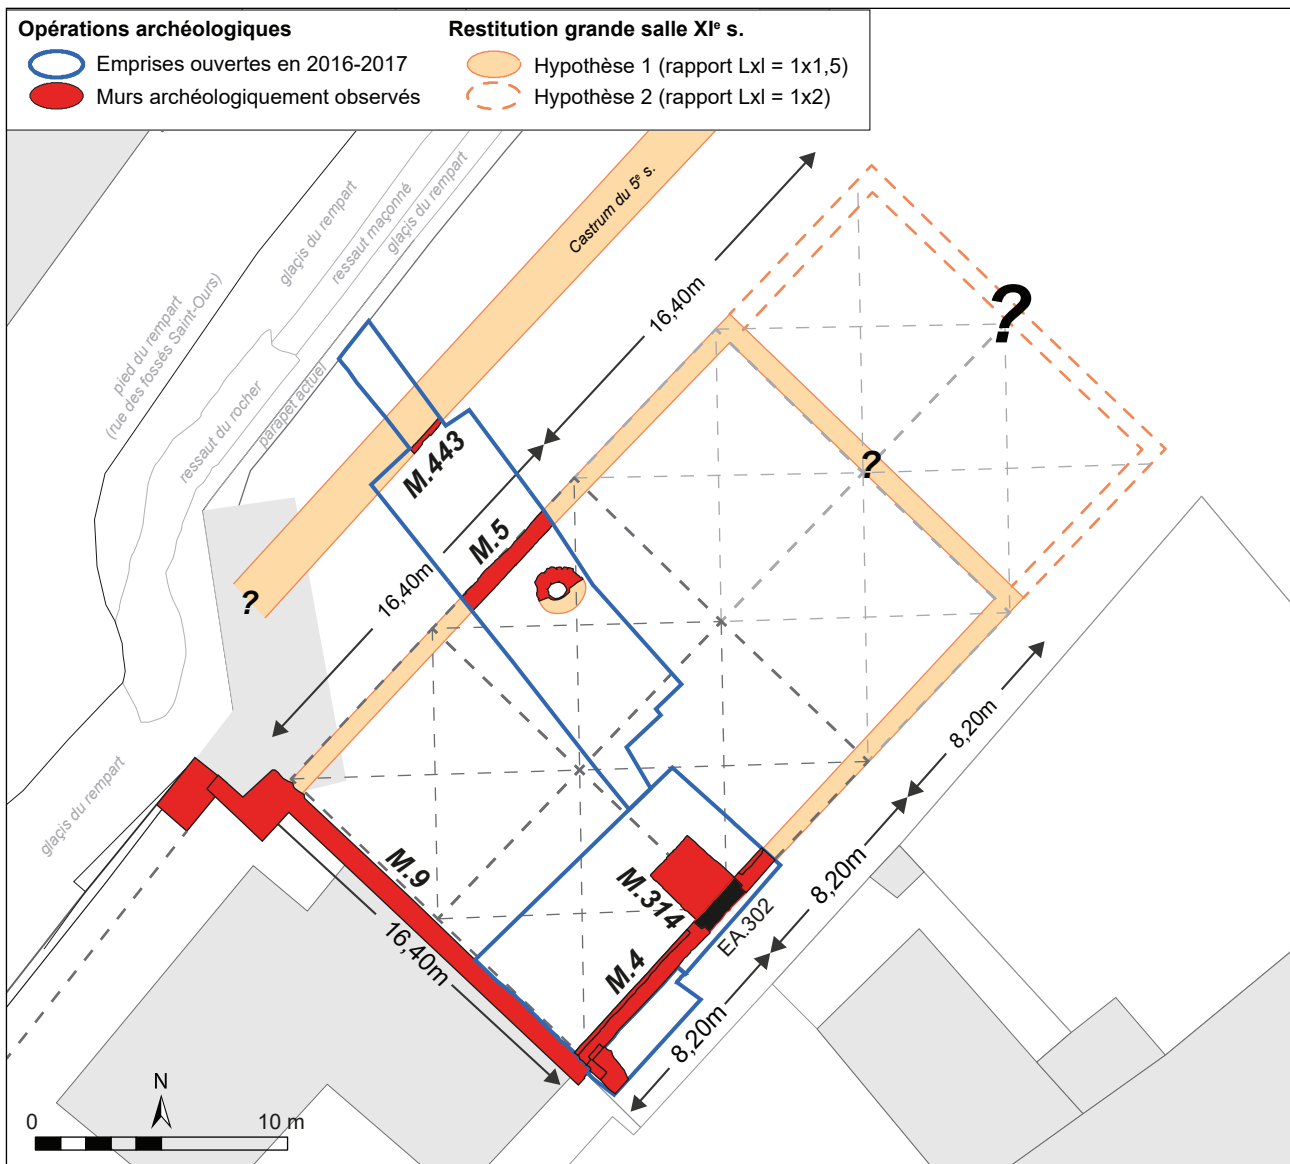 Opérations archéologiques
Emprises ouvertes en 2016-2017
Murs archéologiquement observés
Restitution grande salle XIe s.
Hypothèse 1 (rapport Lxl = 1x1,5)
Hypothèse 2 (rapport Lxl = 1x2)
Castrum du 5e s.
glaçis du rempart
ressaut maçonné
glaçis du rempart
pied du rempart
(rue des fossés Saint-Ours)
ressaut du rocher
parapet actuel
16,40m
?
M.443
?
M.5
16,40m
?
8,20m
glaçis du rempart
M.9
M.314
8,20m
16,40m
EA.302
M.4
8,20m
N
0
10 m